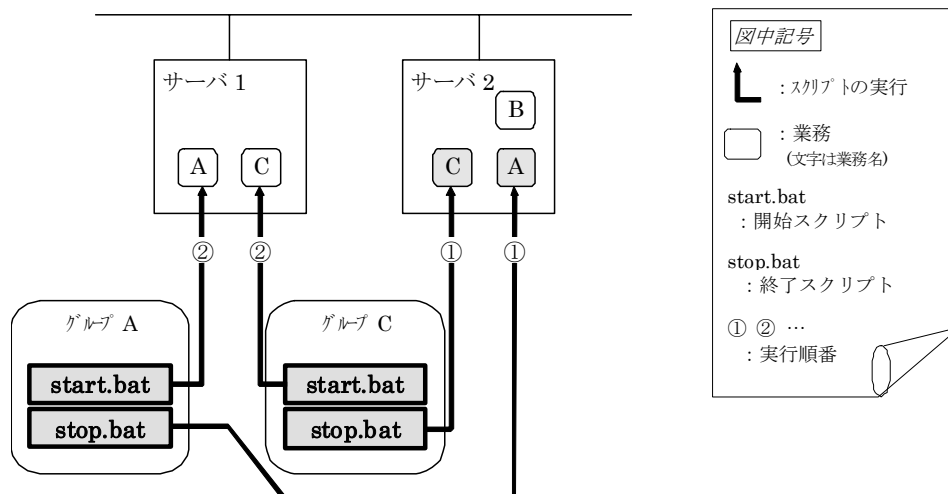 サーバ 1
A
C
サーバ 2
B
C
A
②
②
①
①
グループ A
start.bat
stop.bat
グループ C
start.bat
stop.bat
図中記号
：スクリプトの実行
：業務
(文字は業務名)
start.bat
：開始スクリプト
stop.bat
：終了スクリプト
① ② …
：実行順番